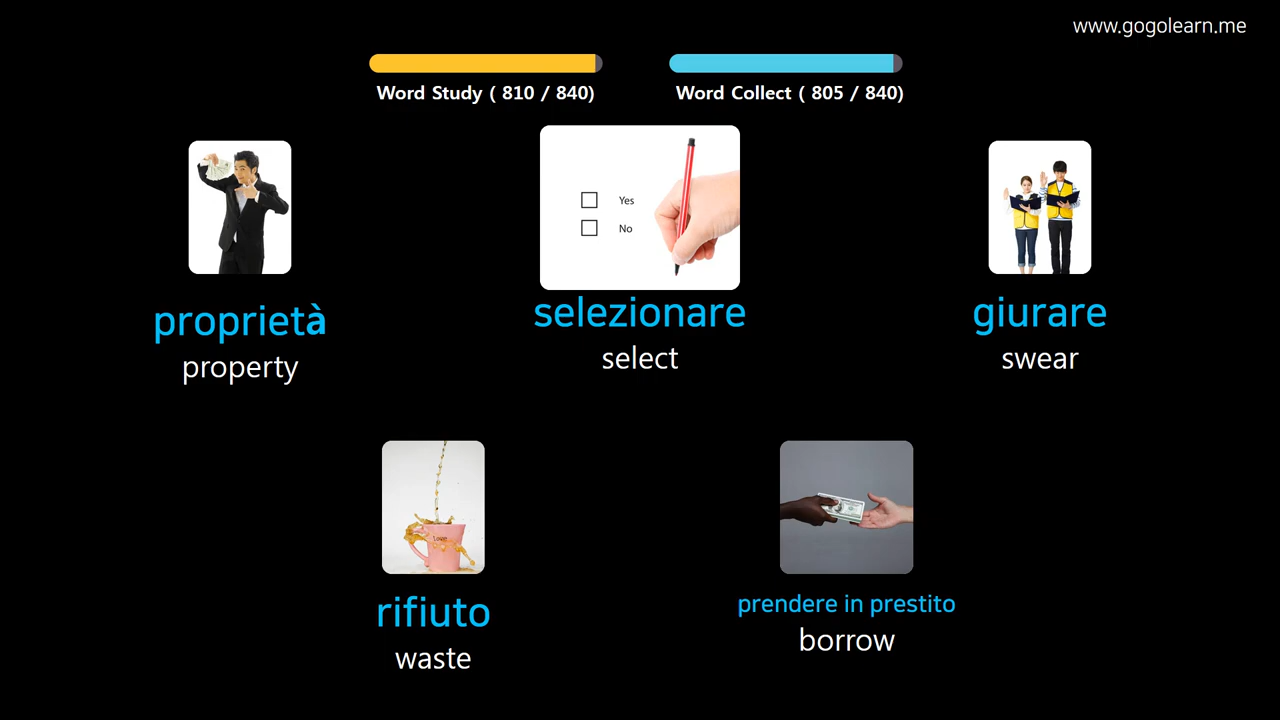 www.gogolearn.me
Word Study ( 810 / 840)
Word Collect ( 805 / 840)
Yes
No
proprietà
property
selezionare
select
giurare
swear
love
rifiuto
waste
prendere in prestito
borrow